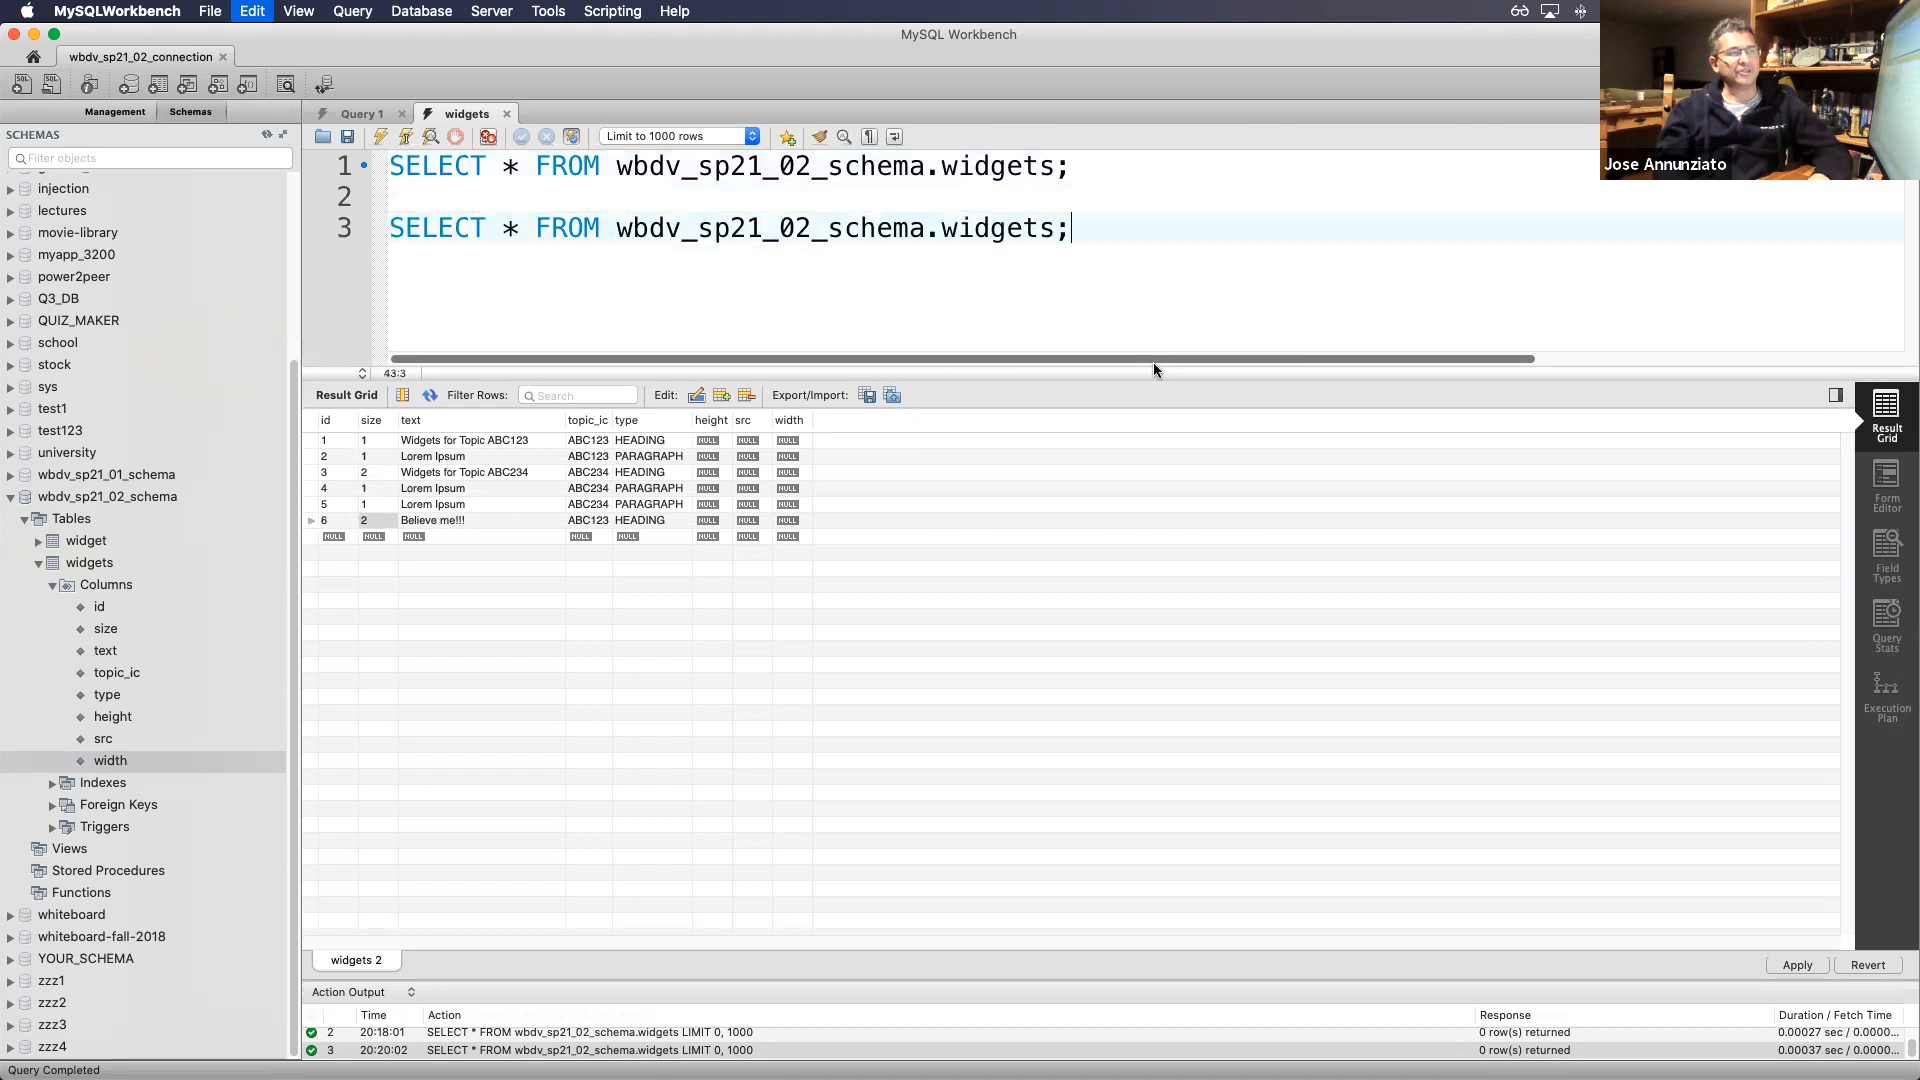 MySQLWorkbench File Edit View Query Database Server Tools Scripting Help
MySQL Workbench
wbdv_sp21_02_connection
Management Schemas
Query 1 widgets
SCHEMAS
Limit to 1000 rows
Filter objects
injection
lectures
movie-library
myapp_3200
power2peer
Q3_DB
QUIZ_MAKER
school
stock
sys
test1
test123
university
wbdv_sp21_01_schema
wbdv_sp21_02_schema
Tables
widget
widgets
Columns
id
size
text
topic_ic
type
height
src
width
Indexes
Foreign Keys
Triggers
Views
Stored Procedures
Functions
whiteboard
whiteboard-fall-2018
YOUR_SCHEMA
zzz1
zzz2
zzz3
zzz4
1 SELECT * FROM wbdv_sp21_02_schema.widgets;
2
3 SELECT * FROM wbdv_sp21_02_schema.widgets;
Jose Annunziato
43:3
Result Grid Filter Rows: Search Edit: Export/Import:
id size text topic_ic type height src width
1 1 Widgets for Topic ABC123 ABC123 HEADING NULL NULL NULL
2 1 Lorem Ipsum ABC123 PARAGRAPH NULL NULL NULL
3 2 Widgets for Topic ABC234 ABC234 HEADING NULL NULL NULL
4 1 Lorem Ipsum ABC234 PARAGRAPH NULL NULL NULL
5 1 Lorem Ipsum ABC234 PARAGRAPH NULL NULL NULL
6 2 Believe me!!! ABC123 HEADING NULL NULL NULL
NULL NULL NULL NULL NULL NULL NULL NULL
Result
Grid
Form
Editor
Field
Types
Query
Stats
Execution
Plan
widgets 2
Apply Revert
Action Output
Time Action Response Duration / Fetch Time
2 20:18:01 SELECT * FROM wbdv_sp21_02_schema.widgets LIMIT 0, 1000 0 row(s) returned 0.00027 sec / 0.0000...
3 20:20:02 SELECT * FROM wbdv_sp21_02_schema.widgets LIMIT 0, 1000 0 row(s) returned 0.00037 sec / 0.0000...
Query Completed